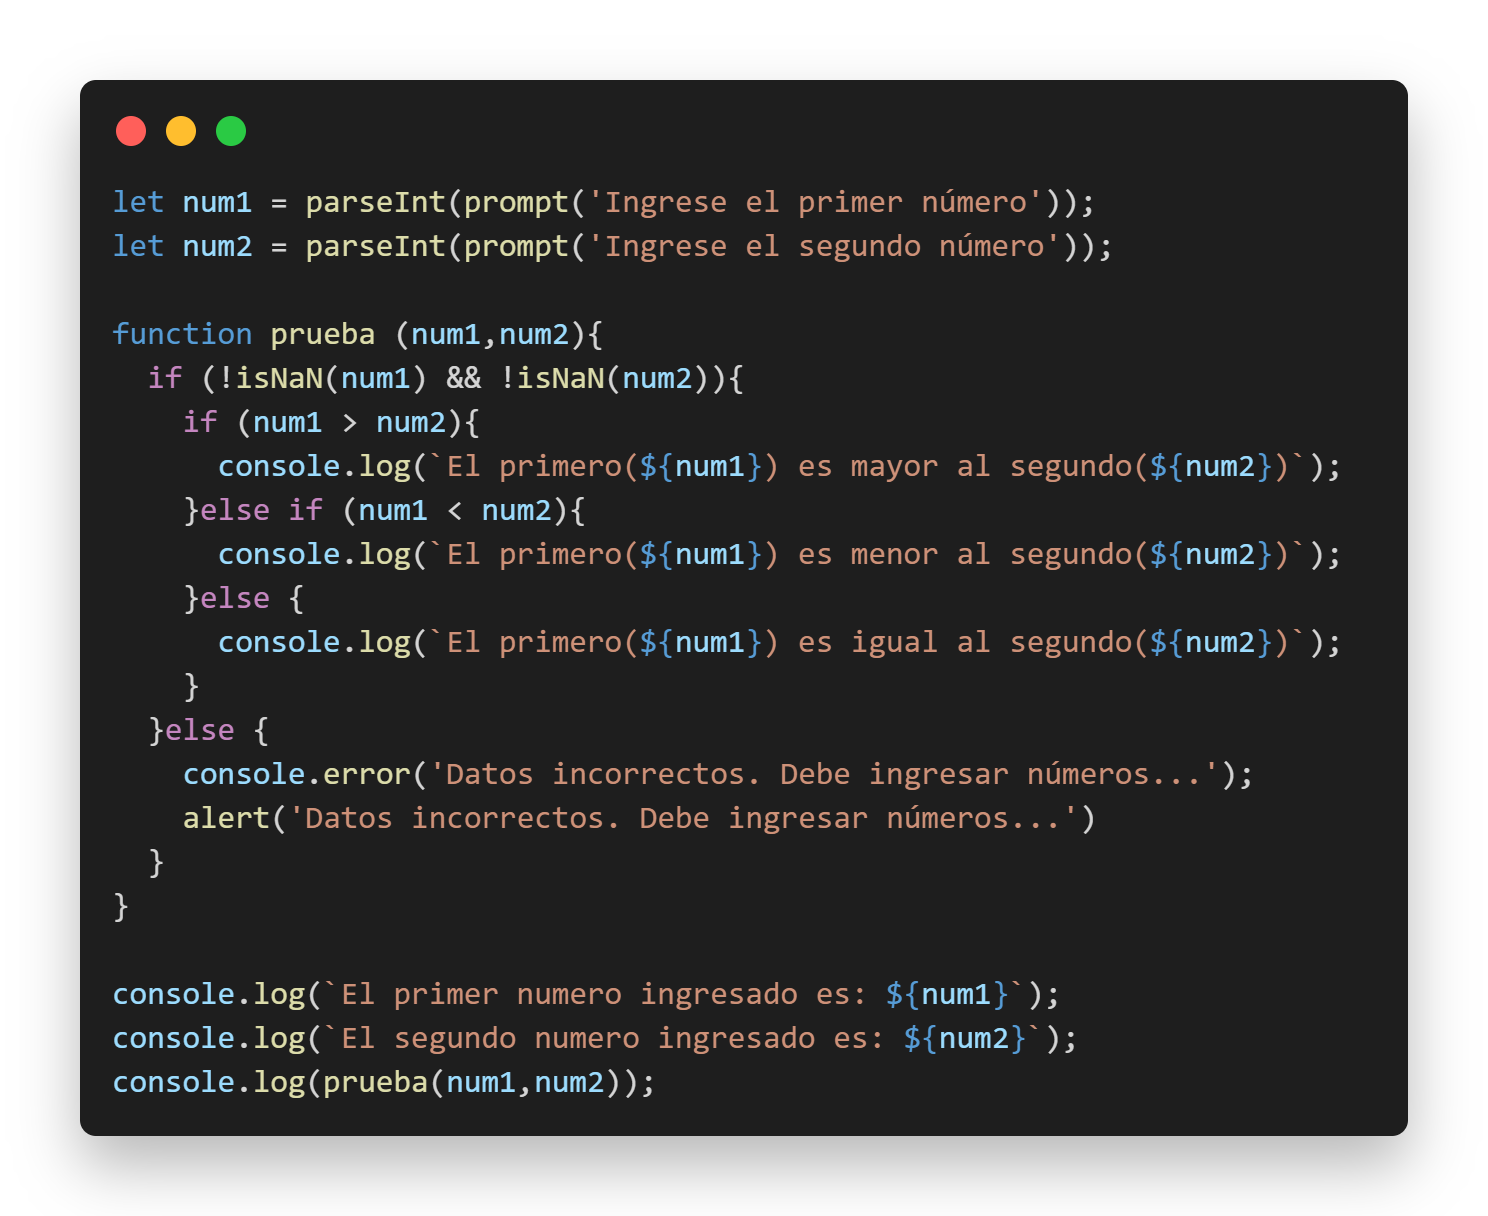 let num1 = parseInt(prompt('Ingrese el primer número'));
let num2 = parseInt(prompt('Ingrese el segundo número'));

function prueba (num1,num2){
  if (!isNaN(num1) && !isNaN(num2)){
    if (num1 > num2){
      console.log(`El primero(${num1}) es mayor al segundo(${num2})`);
    }else if (num1 < num2){
      console.log(`El primero(${num1}) es menor al segundo(${num2})`);
    }else {
      console.log(`El primero(${num1}) es igual al segundo(${num2})`);
    }
  }else {
    console.error('Datos incorrectos. Debe ingresar números...');
    alert('Datos incorrectos. Debe ingresar números...')
  }
}

console.log(`El primer numero ingresado es: ${num1}`);
console.log(`El segundo numero ingresado es: ${num2}`);
console.log(prueba(num1,num2));